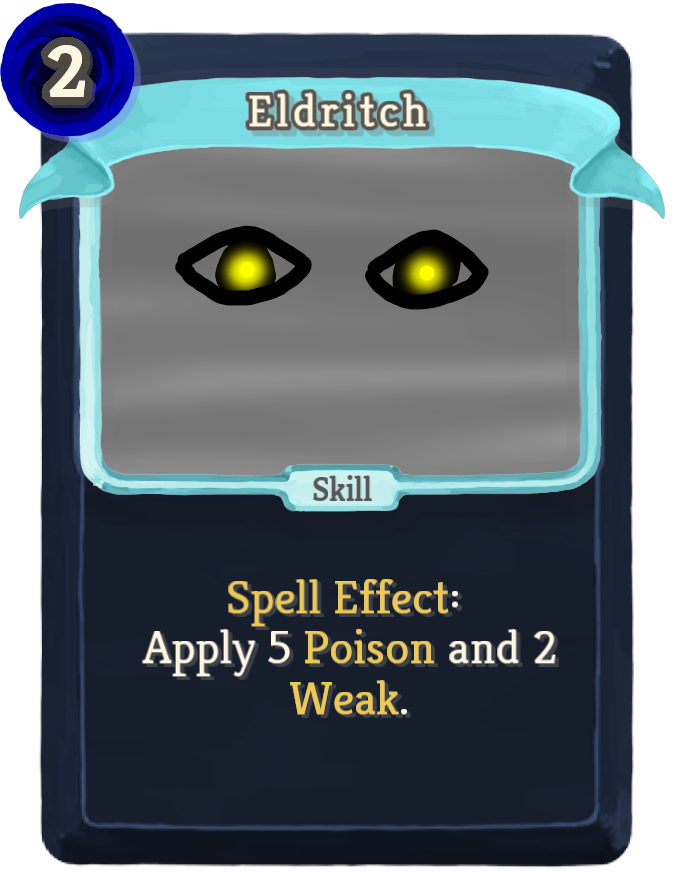 2
Eldritch
Skill
Spell Effect:
Apply 5 Poison and 2
Weak.